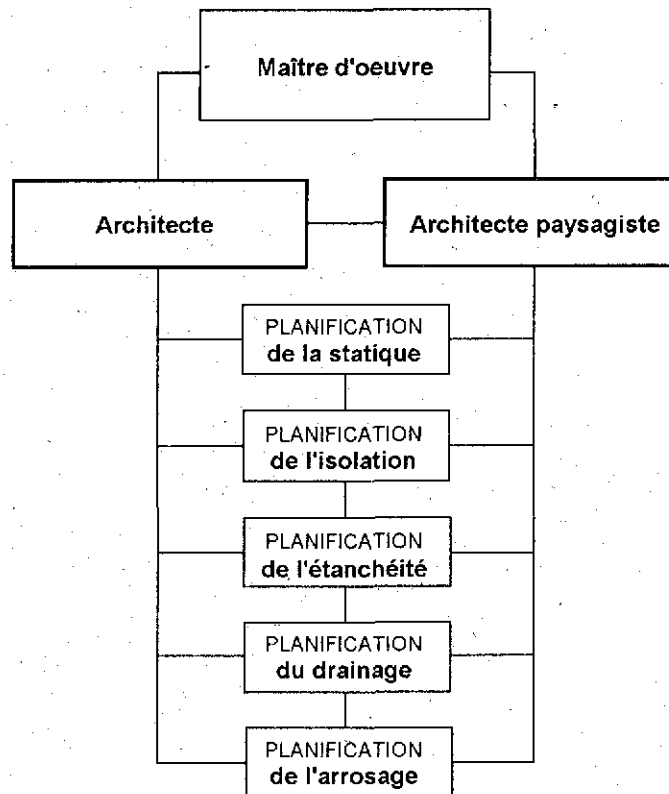 Maître d'oeuvre
Architecte
Architecte paysagiste
PLANIFICATION
de la statique
PLANIFICATION
de l'isolation
PLANIFICATION
de l'étanchéité
PLANIFICATION
du drainage
PLANIFICATION
de l'arrosage